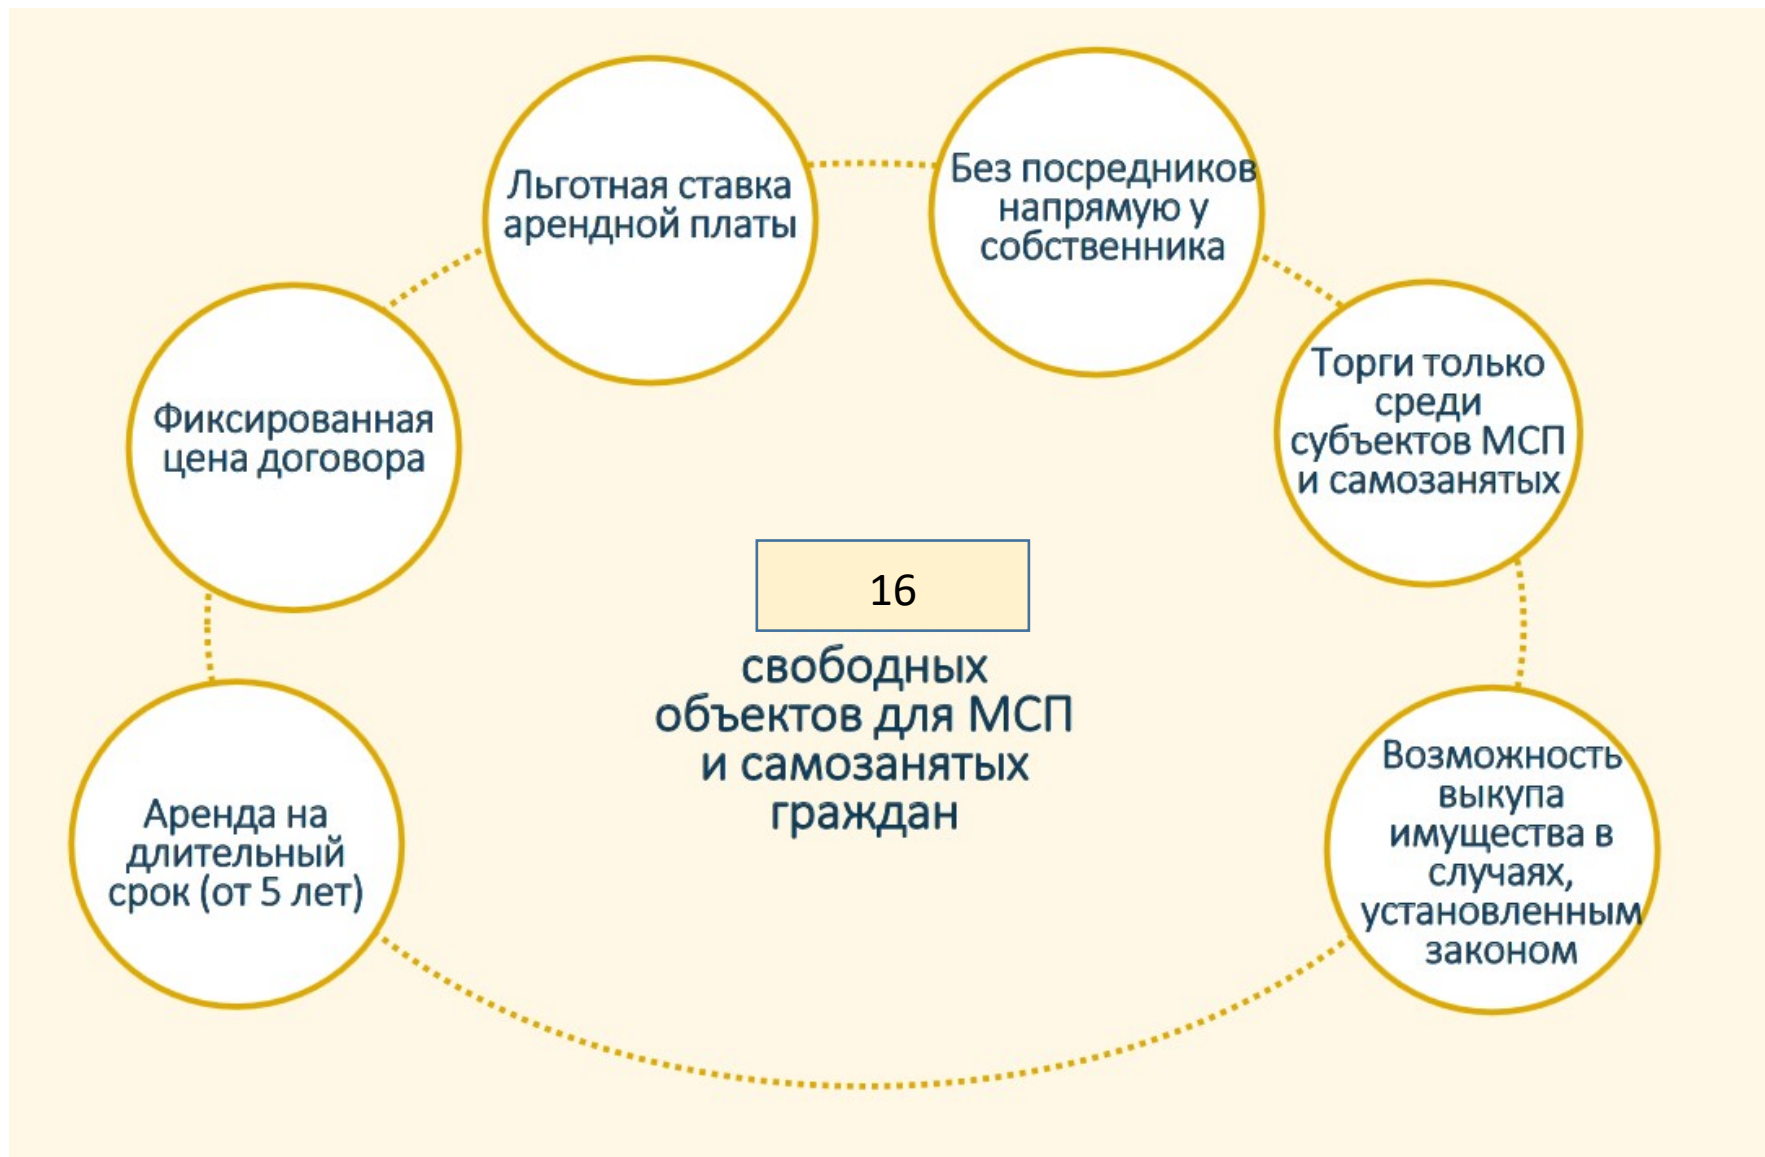 Льготная ставка
арендной платы
Без посредников
напрямую у
собственника
Фиксированная
цена договора
Торги только
среди
субъектов МСП
и самозанятых
16
свободных
объектов для МСП
и самозанятых
граждан
Аренда на
длительный
срок (от 5 лет)
Возможность
выкупа
имущества в
случаях,
установленным
законом